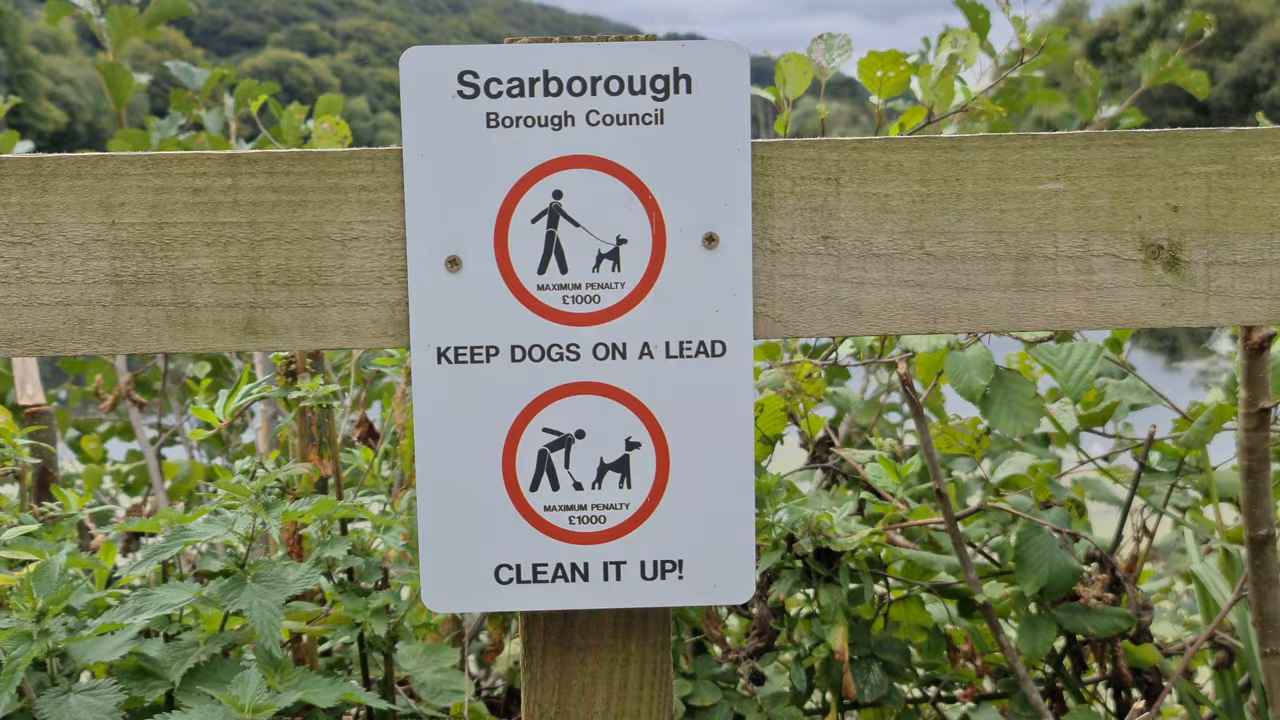 Scarborough
Borough Council
MAXIMUM PENALTY
£1000
KEEP DOGS ON A LEAD
MAXIMUM PENALTY
£1000
CLEAN IT UP!